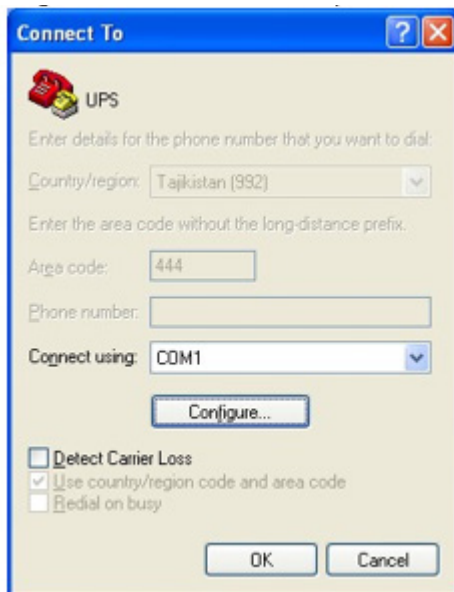 Connect To
UPS
Enter details for the phone number that you want to dial:
Country/region: Tajikistan (992)
Enter the area code without the long-distance prefix.
Area code: 444
Phone number:
Connect using: COM1
Configure...
Detect Carrier Loss
Use country/region code and area code
Redial on busy
OK Cancel